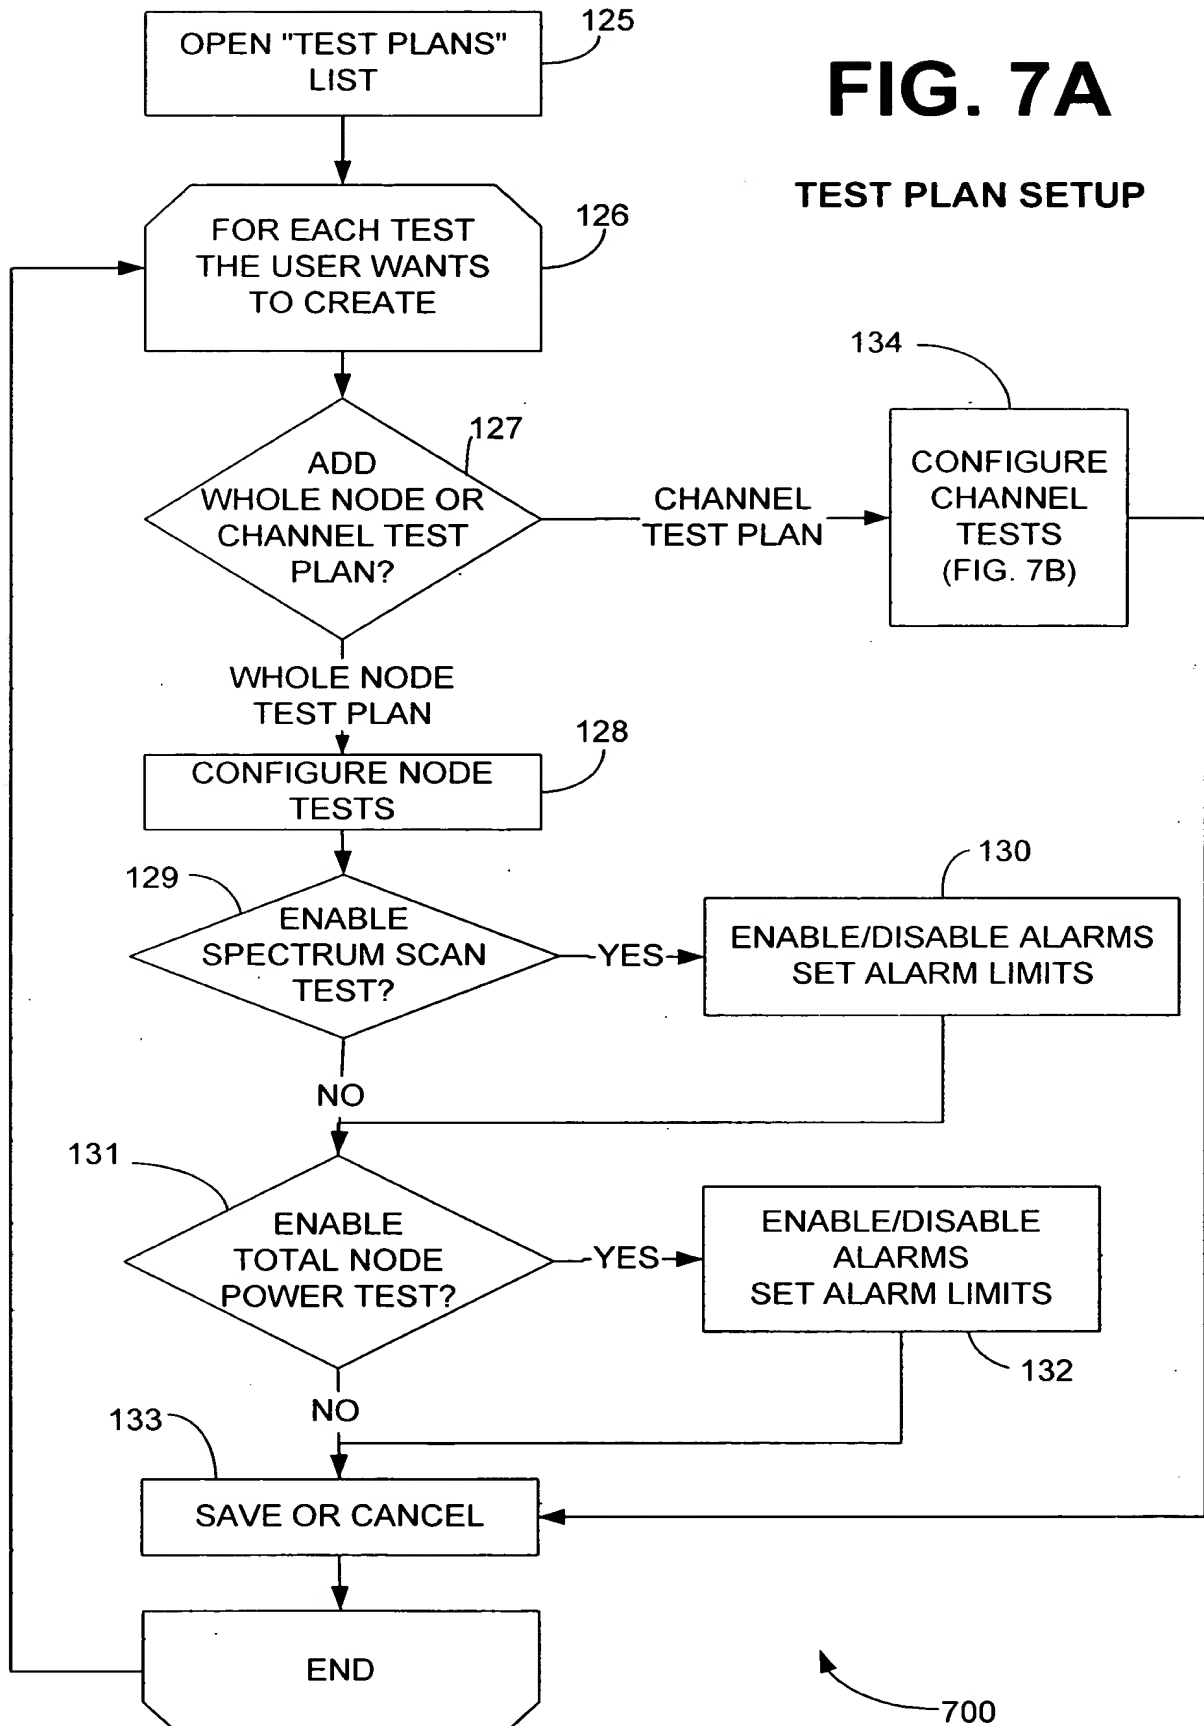 FIG. 7A
TEST PLAN SETUP
OPEN "TEST PLANS"
LIST
125
FOR EACH TEST
THE USER WANTS
TO CREATE
126
ADD
WHOLE NODE OR
CHANNEL TEST
PLAN?
127
CHANNEL
TEST PLAN
134
CONFIGURE
CHANNEL
TESTS
(FIG. 7B)
WHOLE NODE
TEST PLAN
128
CONFIGURE NODE
TESTS
129
ENABLE
SPECTRUM SCAN
TEST?
YES
130
ENABLE/DISABLE ALARMS
SET ALARM LIMITS
NO
131
ENABLE
TOTAL NODE
POWER TEST?
YES
ENABLE/DISABLE
ALARMS
SET ALARM LIMITS
132
NO
133
SAVE OR CANCEL
END
700